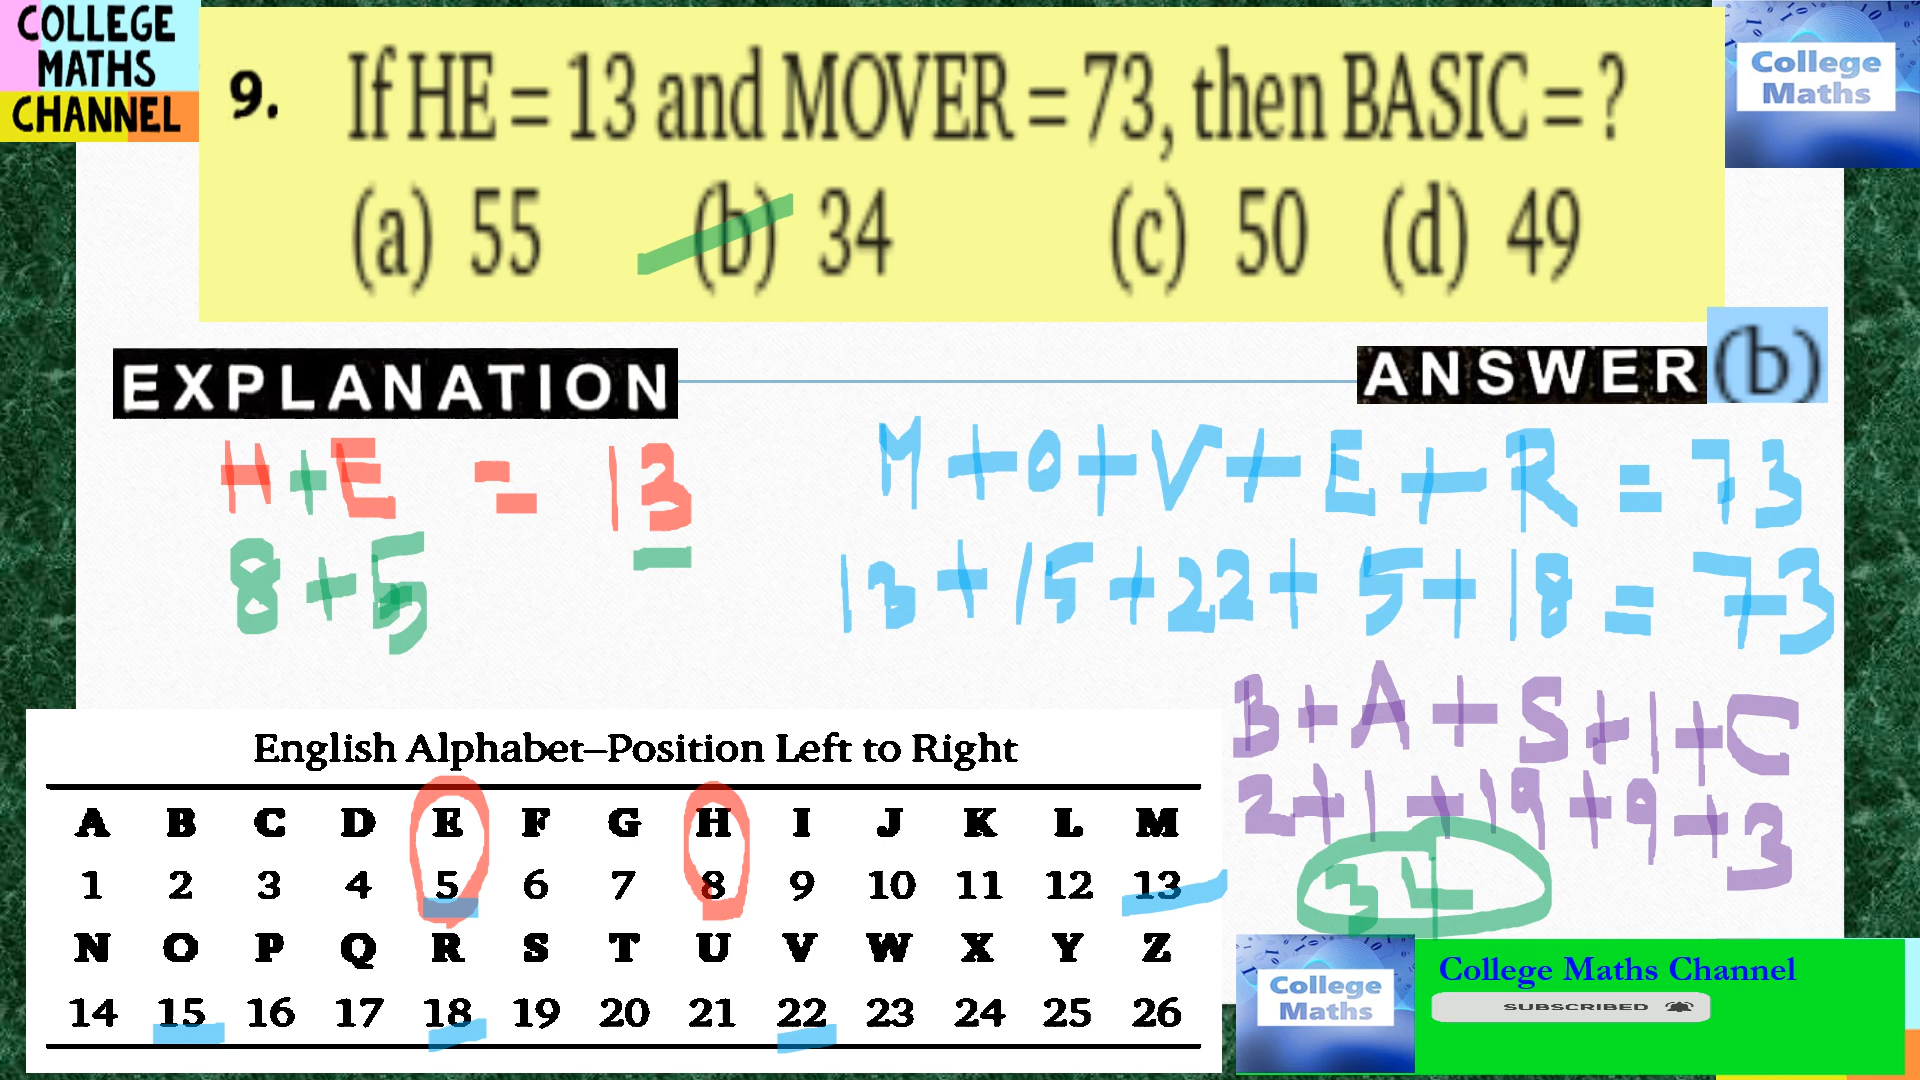 COLLEGE
MATHS
CHANNEL
College
Maths
9. If HE = 13 and MOVER = 73, then BASIC = ?
(a) 55 (b) 34 (c) 50 (d) 49
EXPLANATION
ANSWER (b)
H+E = 13
8+5
M+O+V+E+R = 73
13+15+22+5+18 = 73
B+A+S+I+C
2+1+19+9+3
34
English Alphabet–Position Left to Right
A B C D E F G H I J K L M
1 2 3 4 5 6 7 8 9 10 11 12 13
N O P Q R S T U V W X Y Z
14 15 16 17 18 19 20 21 22 23 24 25 26
College
Maths
College Maths Channel
SUBSCRIBED